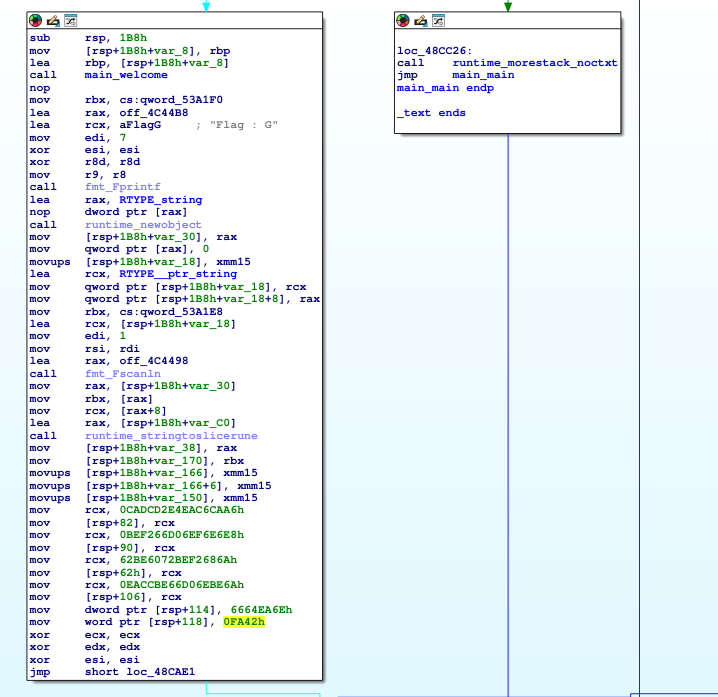 sub rsp, 1B8h
mov [rsp+1B8h+var_8], rbp
lea rbp, [rsp+1B8h+var_8]
call main_welcome
nop
mov rbx, cs:qword_53A1F0
lea rax, off_4C44B8
lea rcx, aFlagG ; "Flag : G"
mov edi, 7
xor esi, esi
xor r8d, r8d
mov r9, r8
call fmt_Fprintf
lea rax, RTYPE_string
nop dword ptr [rax]
call runtime_newobject
mov [rsp+1B8h+var_30], rax
mov qword ptr [rax], 0
movups [rsp+1B8h+var_18], xmm15
lea rcx, RTYPE__ptr_string
mov qword ptr [rsp+1B8h+var_18], rcx
mov qword ptr [rsp+1B8h+var_18+8], rax
mov rbx, cs:qword_53A1E8
lea rcx, [rsp+1B8h+var_18]
mov edi, 1
mov rsi, rdi
lea rax, off_4C4498
call fmt_Fscanln
mov rax, [rsp+1B8h+var_30]
mov rbx, [rax]
mov rcx, [rax+8]
lea rax, [rsp+1B8h+var_C0]
call runtime_stringtoslicerune
mov [rsp+1B8h+var_38], rax
mov [rsp+1B8h+var_170], rbx
movups [rsp+1B8h+var_166], xmm15
movups [rsp+1B8h+var_166+6], xmm15
movups [rsp+1B8h+var_150], xmm15
mov rcx, 0CADCD2E4EAC6CAA6h
mov [rsp+82], rcx
mov rcx, 0BEF266D06EF6E6E8h
mov [rsp+90], rcx
mov rcx, 62BE6072BEF2686Ah
mov [rsp+62h], rcx
mov rcx, 0EACCBE66D06EBE6Ah
mov [rsp+106], rcx
mov dword ptr [rsp+114], 6664EA6Eh
mov word ptr [rsp+118], 0FA42h
xor ecx, ecx
xor edx, edx
xor esi, esi
jmp short loc_48CAE1
loc_48CC26:
call runtime_morestack_noctxt
jmp main_main
main_main endp
_text ends